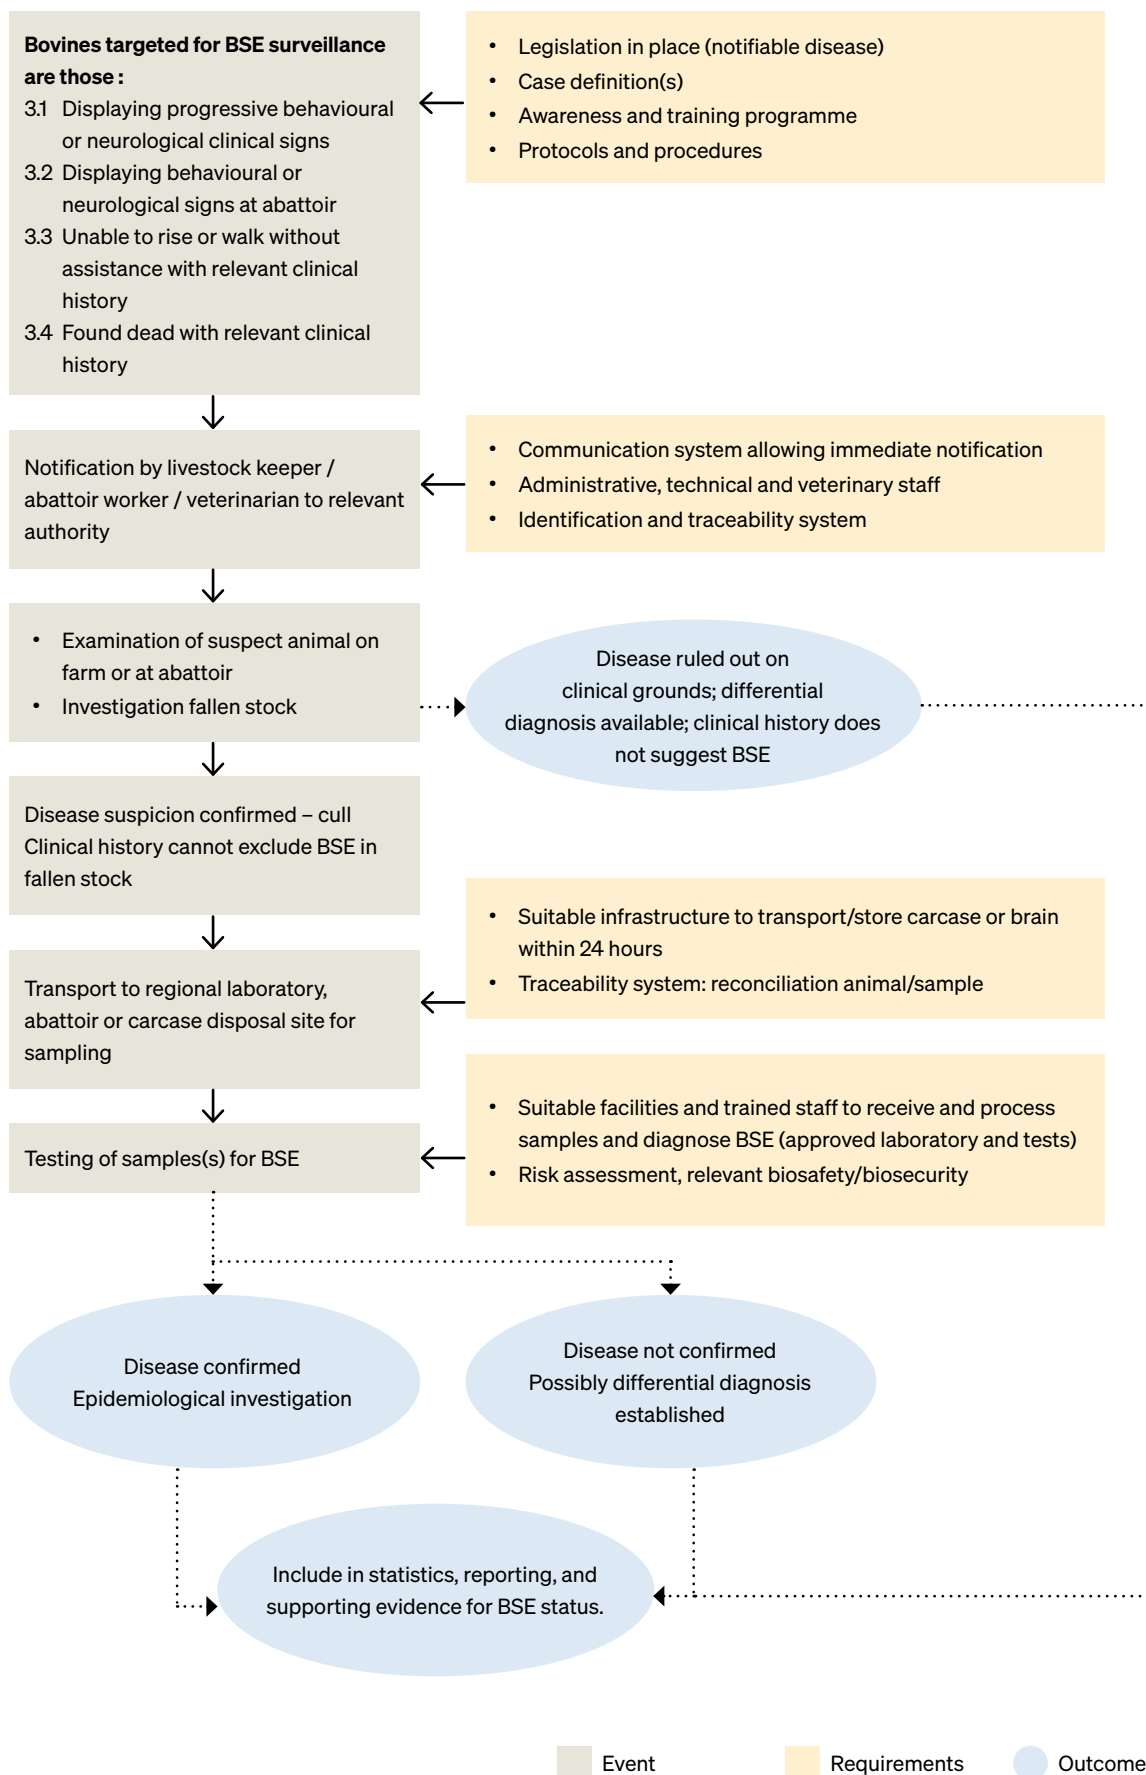 Bovines targeted for BSE surveillance
are those :
3.1 Displaying progressive behavioural
or neurological clinical signs
3.2 Displaying behavioural or
neurological signs at abattoir
3.3 Unable to rise or walk without
assistance with relevant clinical
history
3.4 Found dead with relevant clinical
history
• Legislation in place (notifiable disease)
• Case definition(s)
• Awareness and training programme
• Protocols and procedures
Notification by livestock keeper /
abattoir worker / veterinarian to relevant
authority
• Communication system allowing immediate notification
• Administrative, technical and veterinary staff
• Identification and traceability system
• Examination of suspect animal on
farm or at abattoir
• Investigation fallen stock
Disease ruled out on
clinical grounds; differential
diagnosis available; clinical history does
not suggest BSE
Disease suspicion confirmed – cull
Clinical history cannot exclude BSE in
fallen stock
• Suitable infrastructure to transport/store carcase or brain
within 24 hours
• Traceability system: reconciliation animal/sample
Transport to regional laboratory,
abattoir or carcase disposal site for
sampling
• Suitable facilities and trained staff to receive and process
samples and diagnose BSE (approved laboratory and tests)
• Risk assessment, relevant biosafety/biosecurity
Testing of samples(s) for BSE
Disease confirmed
Epidemiological investigation
Disease not confirmed
Possibly differential diagnosis
established
Include in statistics, reporting, and
supporting evidence for BSE status.
Event
Requirements
Outcome